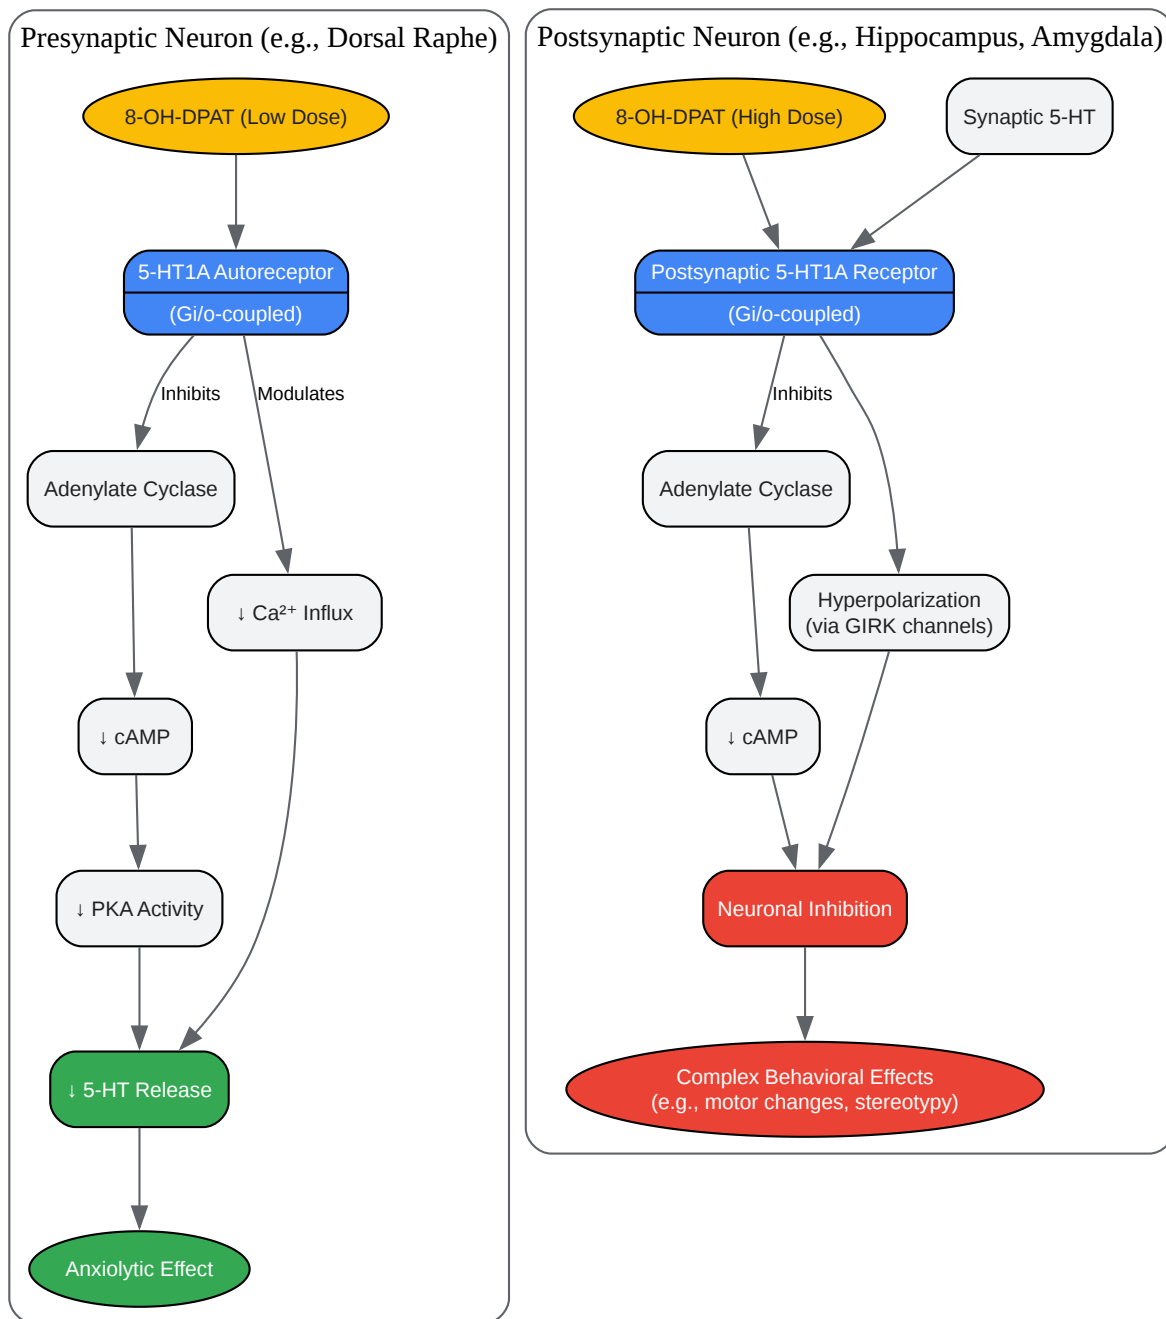 Presynaptic Neuron (e.g., Dorsal Raphe)
8-OH-DPAT (Low Dose)
5-HT1A Autoreceptor
(Gi/o-coupled)
Inhibits
Modulates
Adenylate Cyclase
↓ Ca²⁺ Influx
↓ cAMP
↓ PKA Activity
↓ 5-HT Release
Anxiolytic Effect
Postsynaptic Neuron (e.g., Hippocampus, Amygdala)
8-OH-DPAT (High Dose)
Synaptic 5-HT
Postsynaptic 5-HT1A Receptor
(Gi/o-coupled)
Inhibits
Adenylate Cyclase
Hyperpolarization
(via GIRK channels)
↓ cAMP
Neuronal Inhibition
Complex Behavioral Effects
(e.g., motor changes, stereotypy)